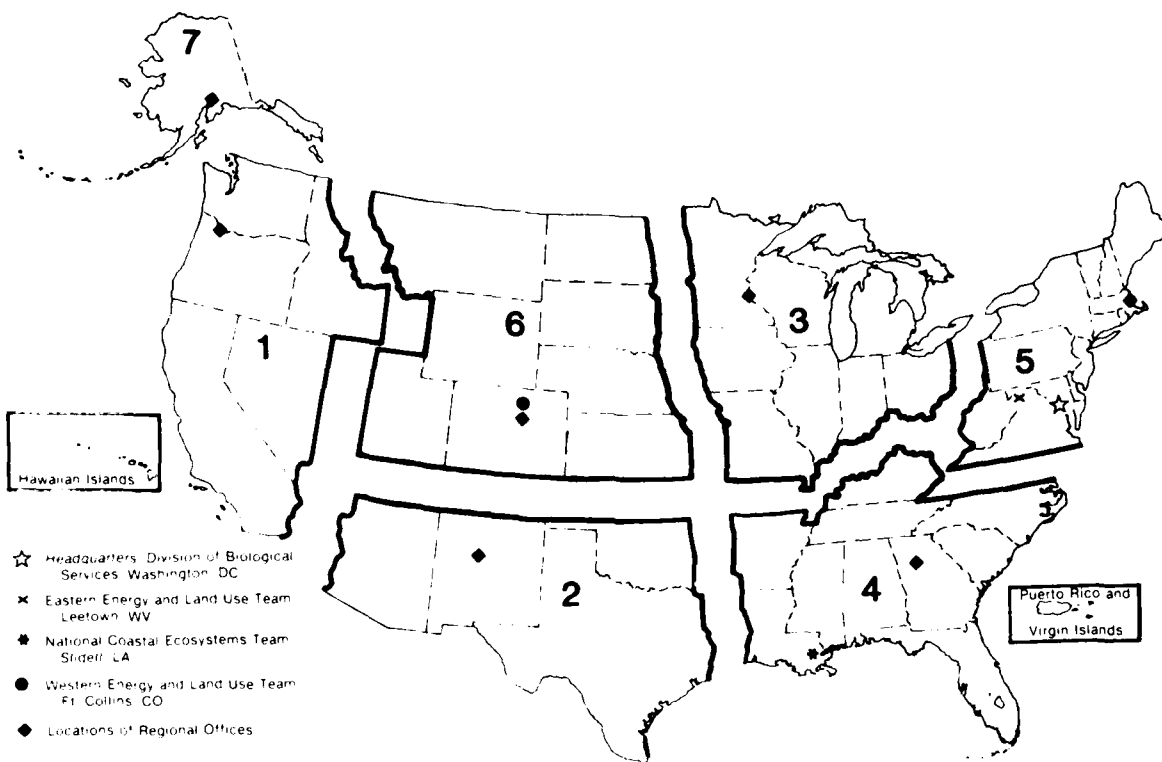 7
1
6
3
5
2
4
Hawaiian Islands
Puerto Rico and
Virgin Islands
Headquarters, Division of Biological
Services, Washington, DC
Eastern Energy and Land Use Team
Leetown, WV
National Coastal Ecosystems Team
Slidell, LA
Western Energy and Land Use Team
Ft. Collins, CO
Locations of Regional Offices